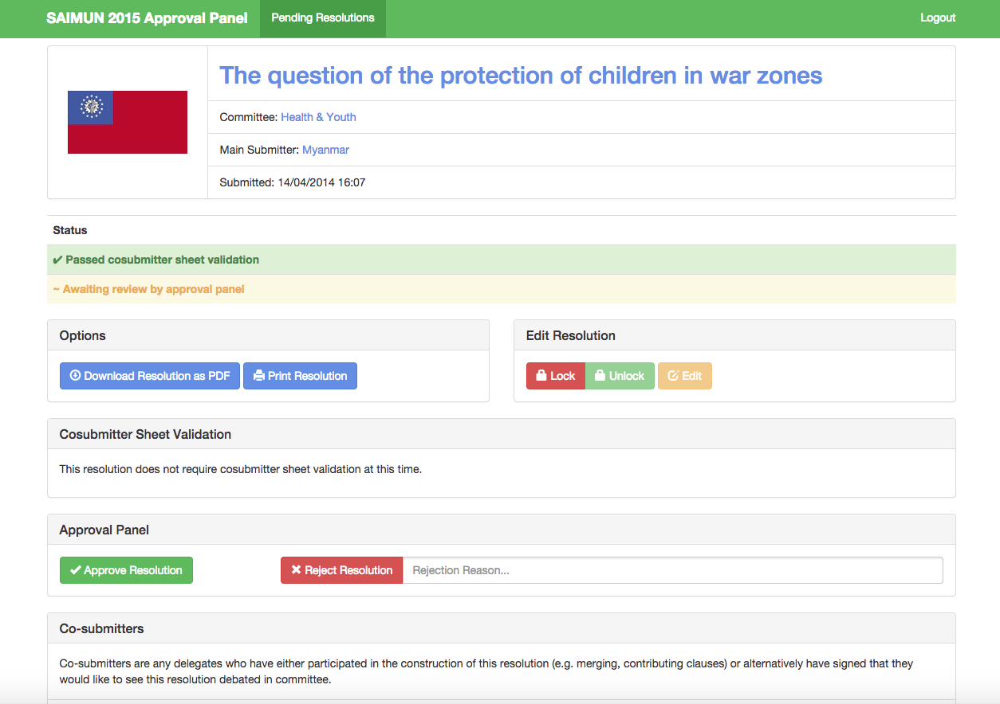 SAIMUN 2015 Approval Panel Pending Resolutions Logout
The question of the protection of children in war zones
Committee: Health & Youth
Main Submitter: Myanmar
Submitted: 14/04/2014 16:07
Status
✔ Passed cosubmitter sheet validation
~ Awaiting review by approval panel
Options
Download Resolution as PDF Print Resolution
Edit Resolution
Lock Unlock Edit
Cosubmitter Sheet Validation
This resolution does not require cosubmitter sheet validation at this time.
Approval Panel
Approve Resolution Reject Resolution Rejection Reason...
Co-submitters
Co-submitters are any delegates who have either participated in the construction of this resolution (e.g. merging, contributing clauses) or alternatively have signed that they
would like to see this resolution debated in committee.